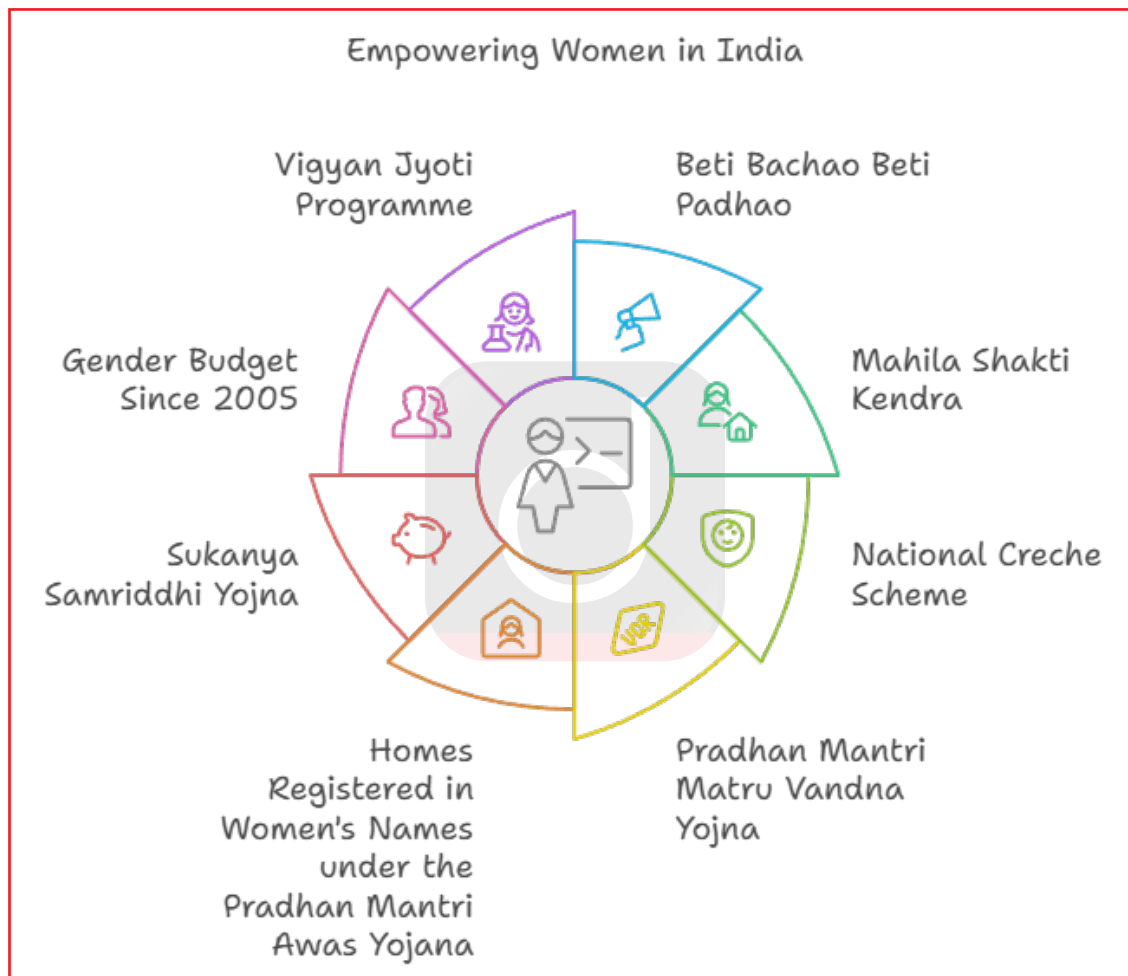 Empowering Women in India
Vigyan Jyoti
Programme
Beti Bachao Beti
Padhao
Gender Budget
Since 2005
Mahila Shakti
Kendra
Sukanya
Samriddhi Yojna
National Creche
Scheme
Homes
Registered in
Women's Names
under the
Pradhan Mantri
Awas Yojana
Pradhan Mantri
Matru Vandna
Yojna